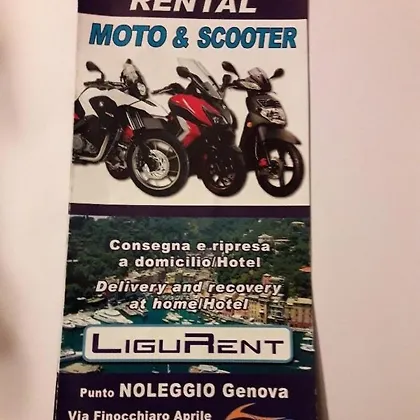 RENTAL
MOTO & SCOOTER
Consegna e ripresa
a domicilio/Hotel
Delivery and recovery
at home/Hotel
LIGURENT
Punto NOLEGGIO Genova
Via Finocchiaro Aprile